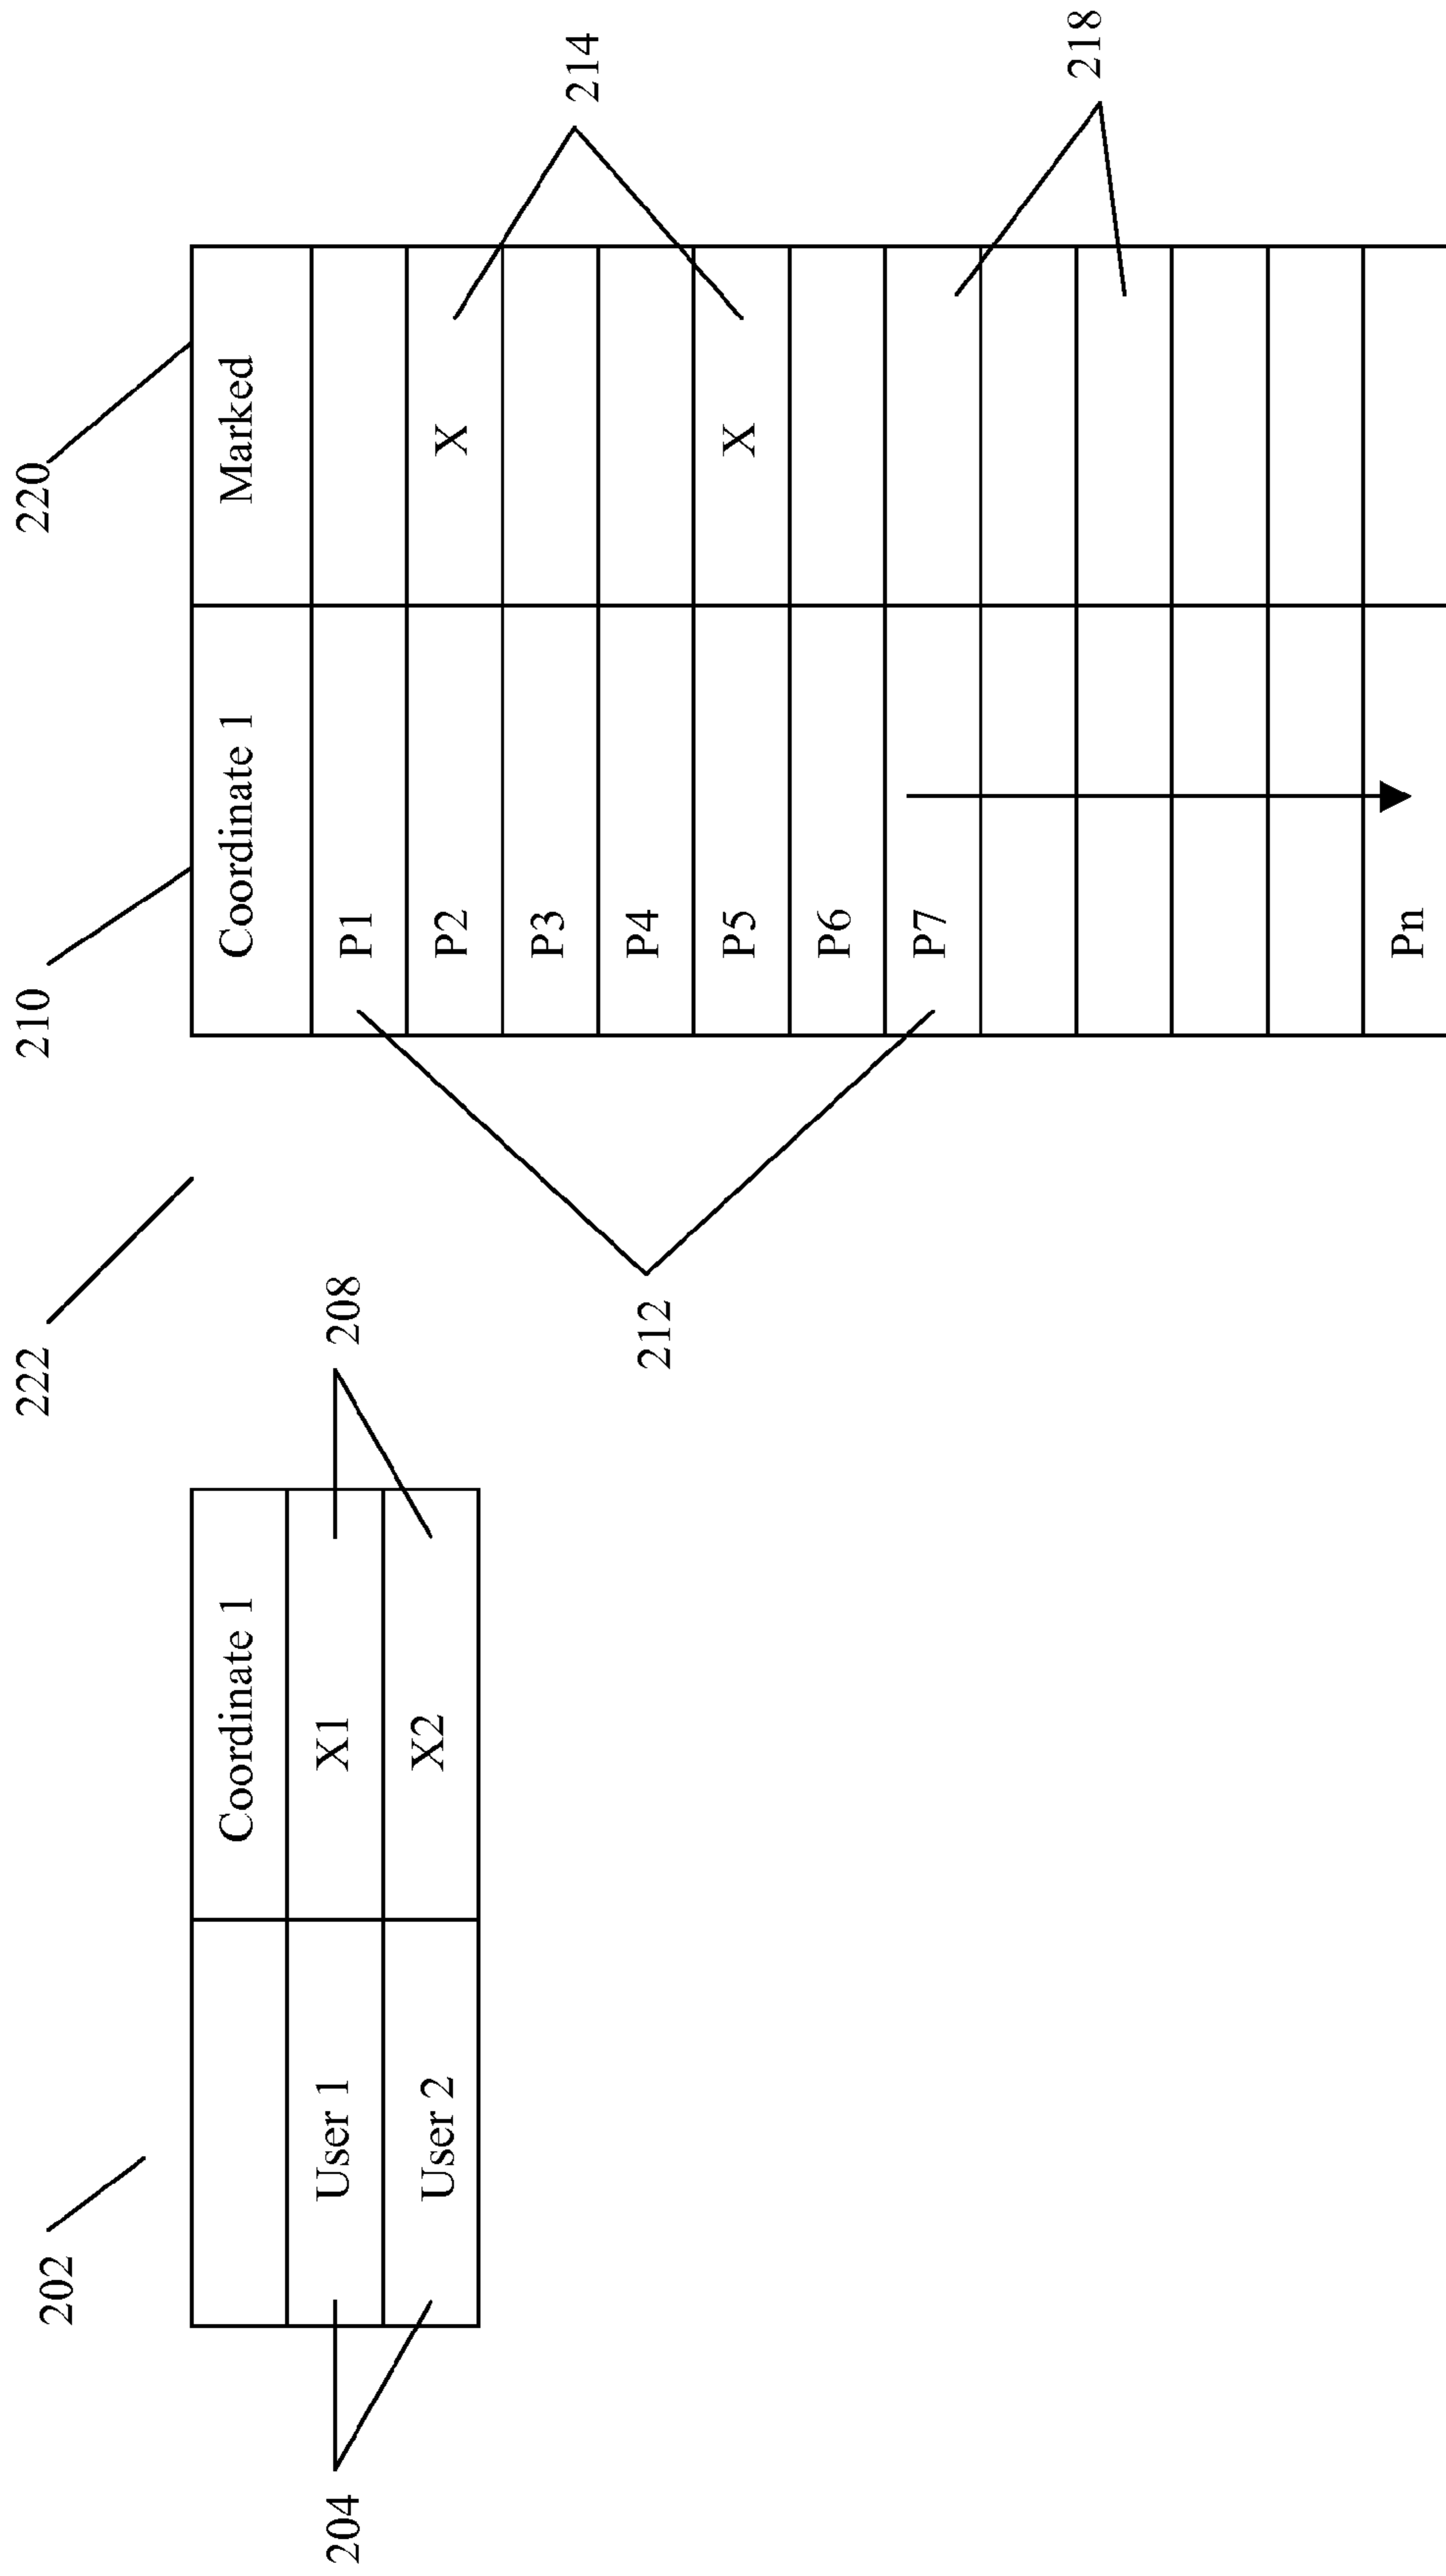 202
222
210
220
Coordinate 1
User 1 X1
User 2 X2
204
208
Coordinate 1 Marked
P1
P2 X
P3
P4
P5 X
P6
P7
Pn
212
214
218